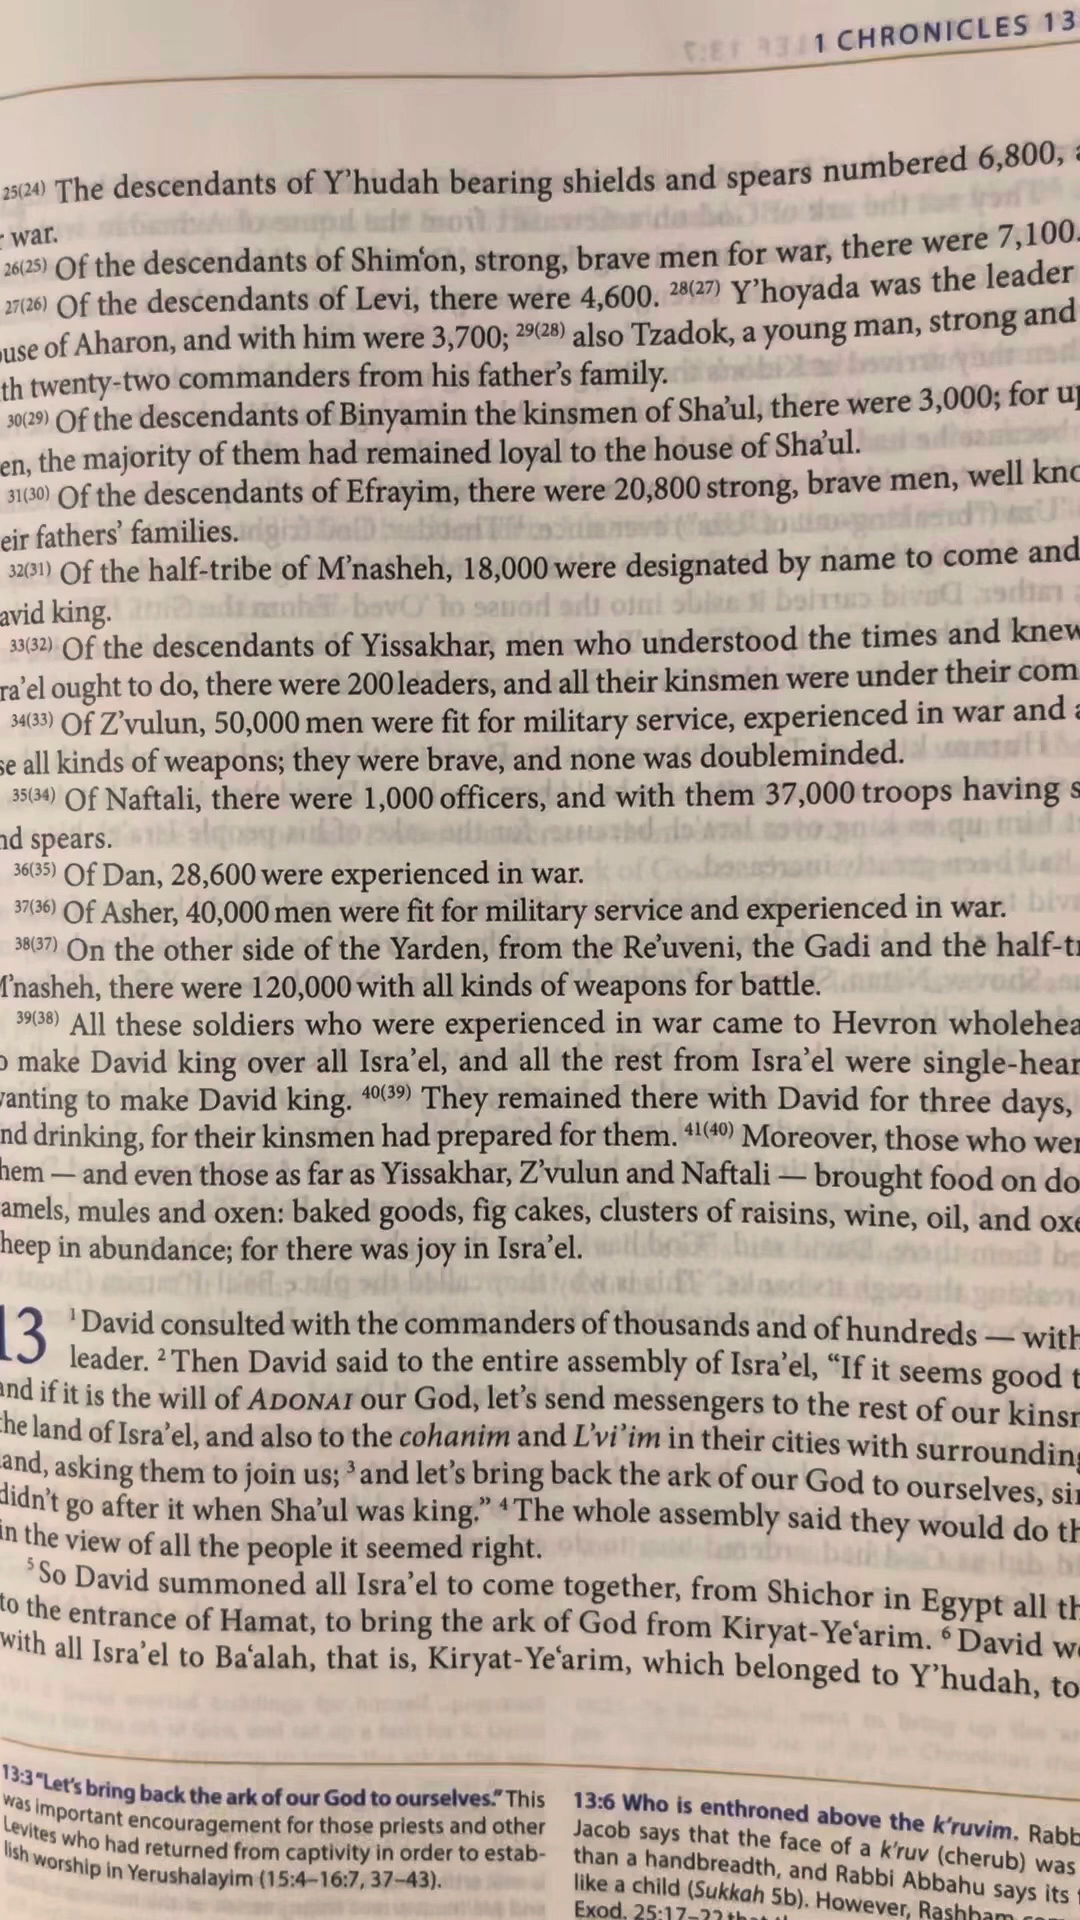 1 CHRONICLES 13
25(24) The descendants of Y’hudah bearing shields and spears numbered 6,800,
war.
26(25) Of the descendants of Shim‘on, strong, brave men for war, there were 7,100.
27(26) Of the descendants of Levi, there were 4,600. 28(27) Y’hoyada was the leader
use of Aharon, and with him were 3,700; 29(28) also Tzadok, a young man, strong and
th twenty-two commanders from his father’s family.
30(29) Of the descendants of Binyamin the kinsmen of Sha’ul, there were 3,000; for up
en, the majority of them had remained loyal to the house of Sha’ul.
31(30) Of the descendants of Efrayim, there were 20,800 strong, brave men, well kno
eir fathers’ families.
32(31) Of the half-tribe of M’nasheh, 18,000 were designated by name to come and
avid king.
33(32) Of the descendants of Yissakhar, men who understood the times and knew
ra’el ought to do, there were 200 leaders, and all their kinsmen were under their com
34(33) Of Z’vulun, 50,000 men were fit for military service, experienced in war and a
se all kinds of weapons; they were brave, and none was doubleminded.
35(34) Of Naftali, there were 1,000 officers, and with them 37,000 troops having s
nd spears.
36(35) Of Dan, 28,600 were experienced in war.
37(36) Of Asher, 40,000 men were fit for military service and experienced in war.
38(37) On the other side of the Yarden, from the Re’uveni, the Gadi and the half-tr
M’nasheh, there were 120,000 with all kinds of weapons for battle.
39(38) All these soldiers who were experienced in war came to Hevron wholehea
o make David king over all Isra’el, and all the rest from Isra’el were single-hear
vanting to make David king. 40(39) They remained there with David for three days,
nd drinking, for their kinsmen had prepared for them. 41(40) Moreover, those who wer
hem — and even those as far as Yissakhar, Z’vulun and Naftali — brought food on do
amels, mules and oxen: baked goods, fig cakes, clusters of raisins, wine, oil, and oxe
heep in abundance; for there was joy in Isra’el.
13 1 David consulted with the commanders of thousands and of hundreds — with
leader. 2 Then David said to the entire assembly of Isra’el, “If it seems good t
and if it is the will of ADONAI our God, let’s send messengers to the rest of our kinsm
the land of Isra’el, and also to the cohanim and L’vi’im in their cities with surrounding
land, asking them to join us; 3 and let’s bring back the ark of our God to ourselves, sin
didn’t go after it when Sha’ul was king.” 4 The whole assembly said they would do th
in the view of all the people it seemed right.
5 So David summoned all Isra’el to come together, from Shichor in Egypt all th
to the entrance of Hamat, to bring the ark of God from Kiryat-Ye‘arim. 6 David we
with all Isra’el to Ba‘alah, that is, Kiryat-Ye‘arim, which belonged to Y’hudah, to
13:3 “Let’s bring back the ark of our God to ourselves.” This
was important encouragement for those priests and other
Levites who had returned from captivity in order to estab-
lish worship in Yerushalayim (15:4–16:7, 37–43).
13:6 Who is enthroned above the k’ruvim. Rabb
Jacob says that the face of a k’ruv (cherub) was
than a handbreadth, and Rabbi Abbahu says its
like a child (Sukkah 5b). However, Rashbam
Exod. 25:17–22